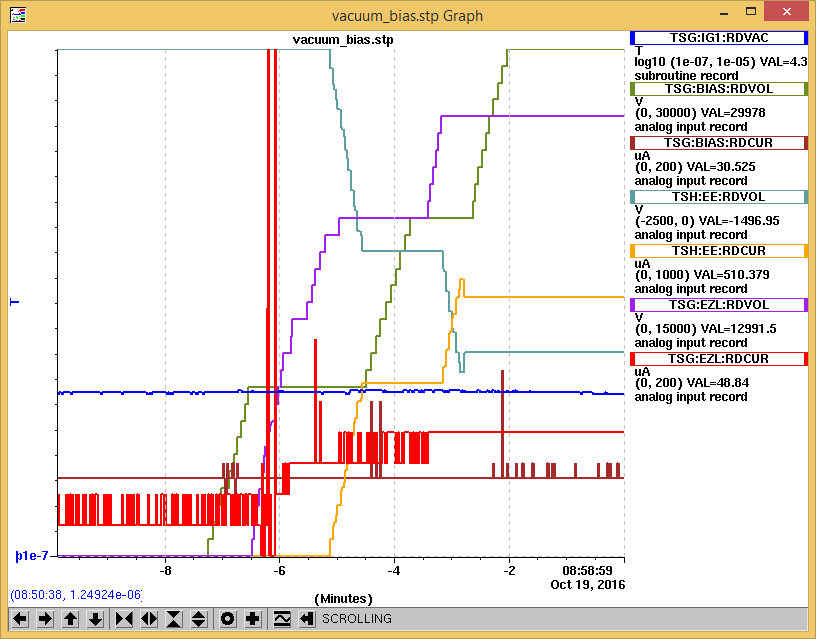 vacuum_bias.stp Graph
vacuum_bias.stp
TSG:IG1:RDVAC
T
log10 (1e-07, 1e-05) VAL=4.3
subroutine record
TSG:BIAS:RDVOL
V
(0, 30000) VAL=29978
analog input record
TSG:BIAS:RDCUR
uA
(0, 200) VAL=30.525
analog input record
TSH:EE:RDVOL
V
(-2500, 0) VAL=-1496.95
analog input record
TSH:EE:RDCUR
uA
(0, 1000) VAL=510.379
analog input record
TSG:EZL:RDVOL
V
(0, 15000) VAL=12991.5
analog input record
TSG:EZL:RDCUR
uA
(0, 200) VAL=48.84
analog input record
T
1e-7
-8 -6 -4 -2 08:58:59
Oct 19, 2016
(08:50:38, 1.24924e-06)
(Minutes)
SCROLLING